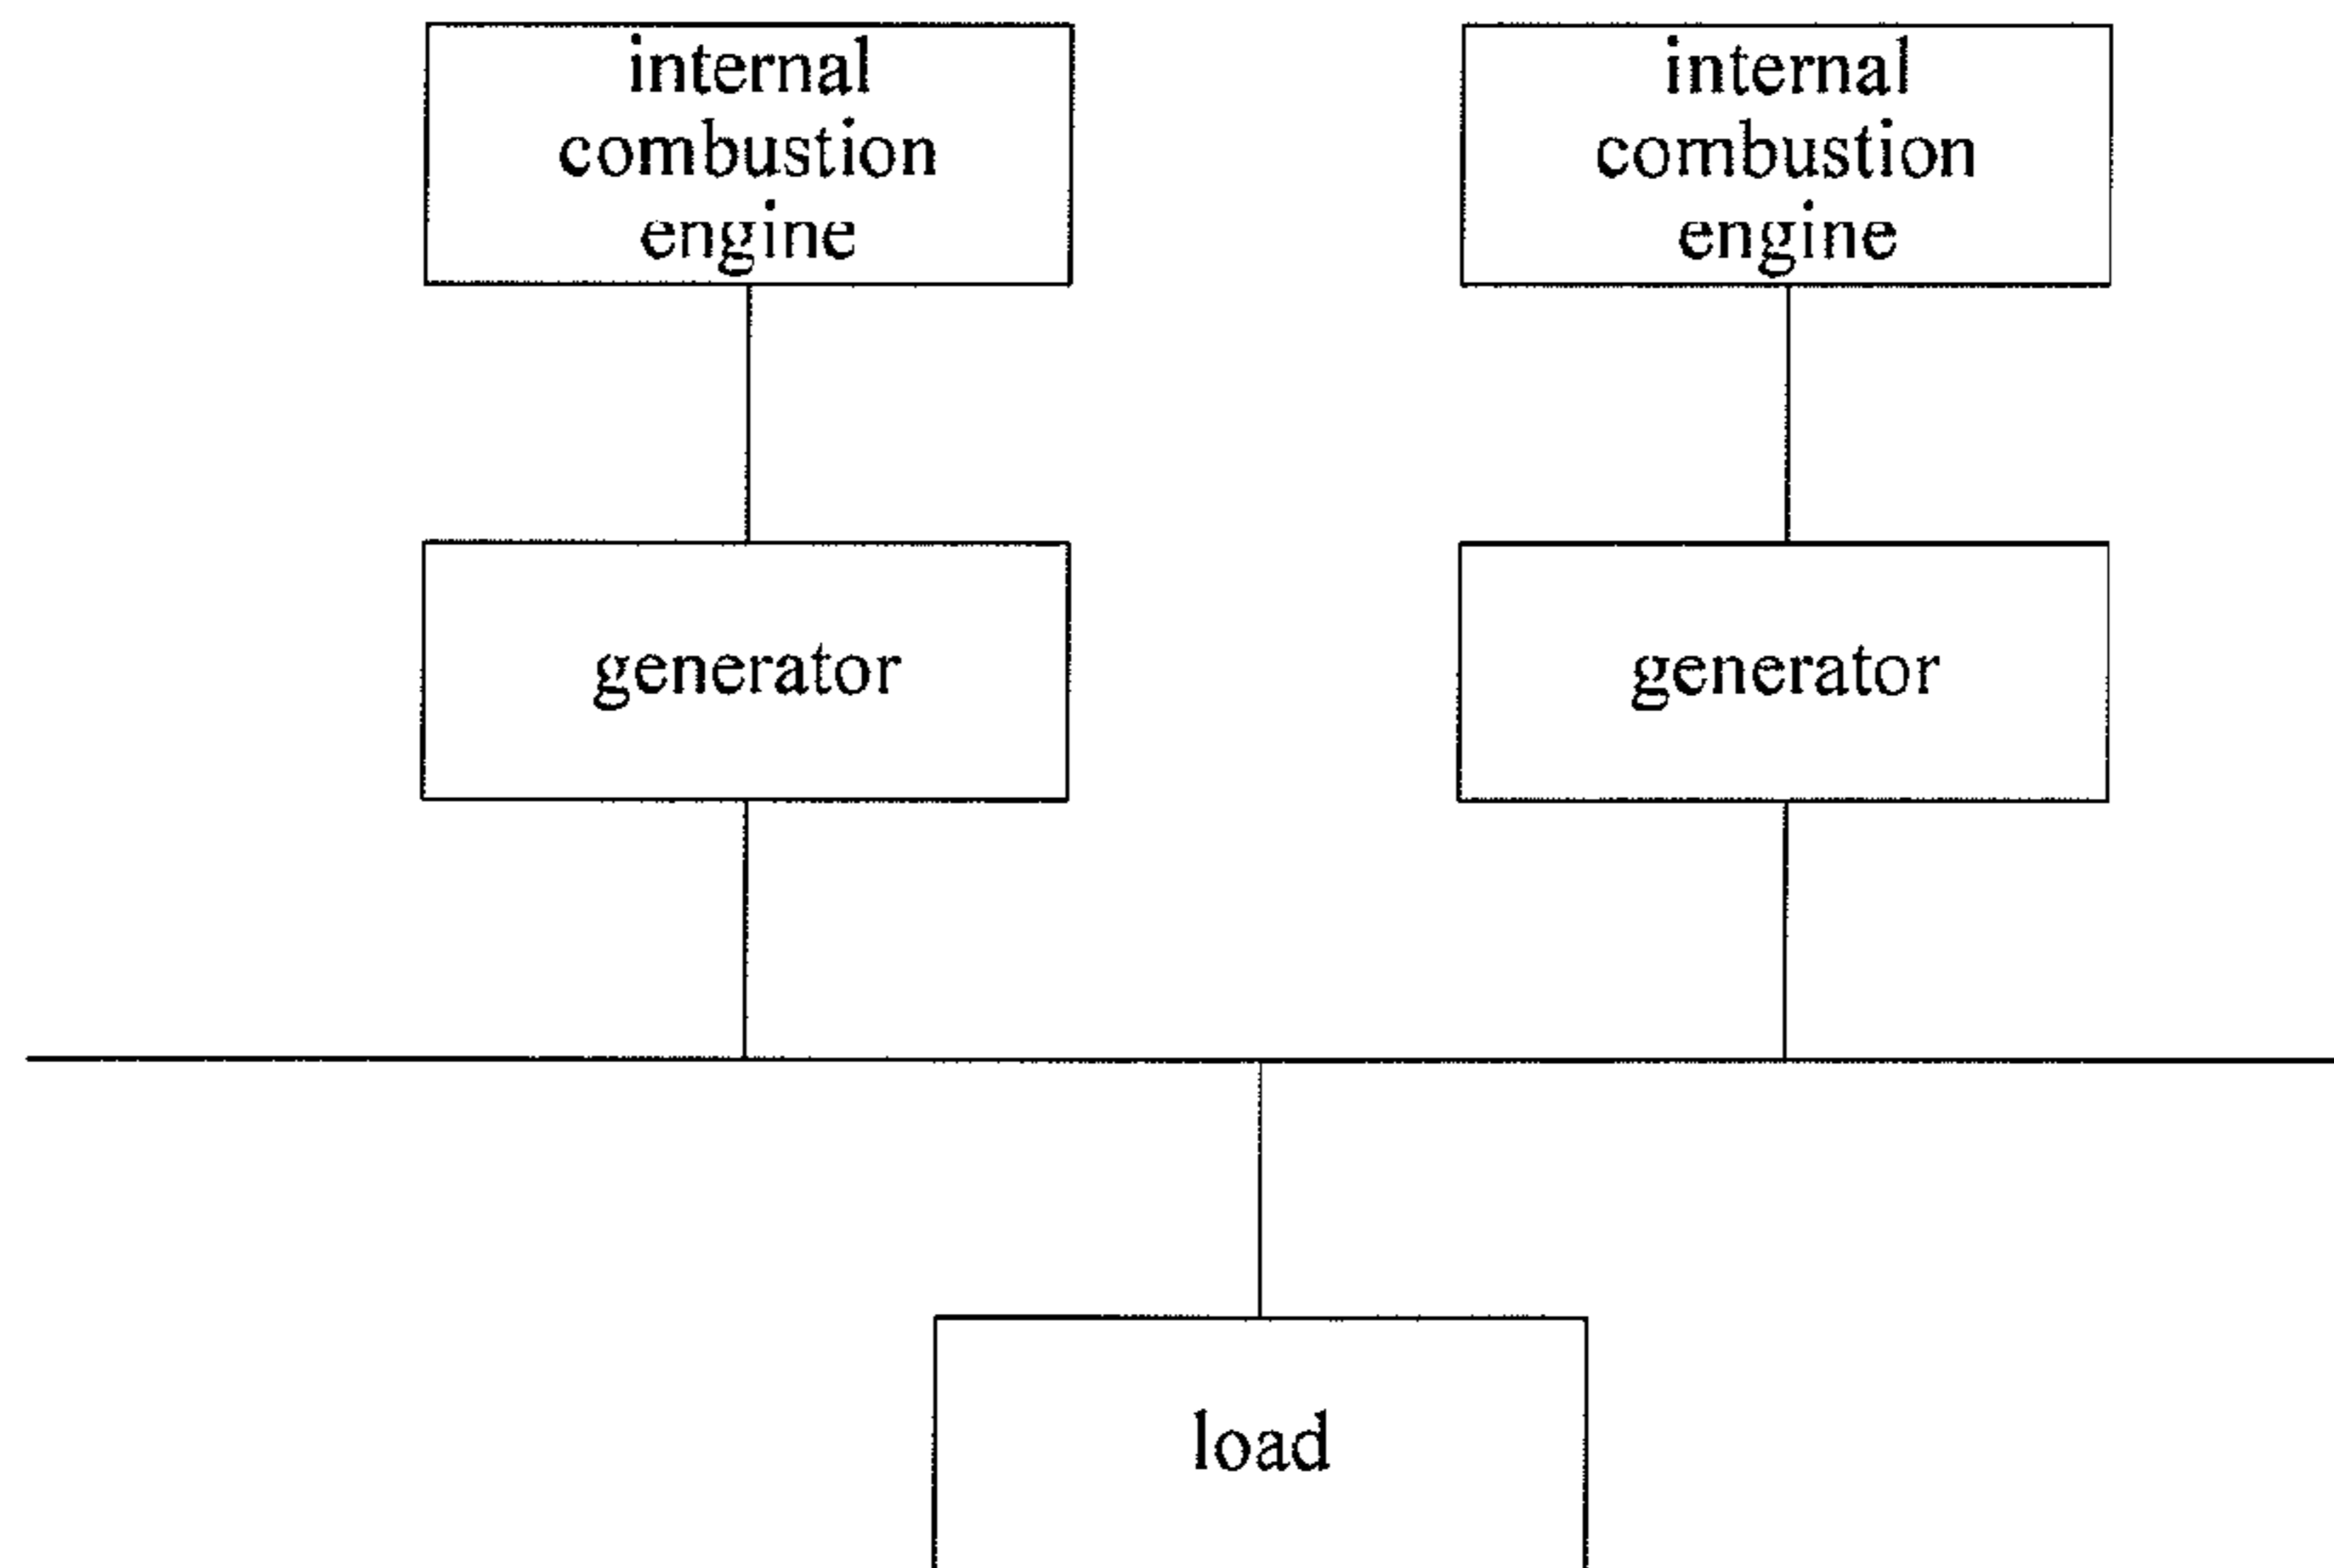 internal
combustion
engine
internal
combustion
engine
generator
generator
load